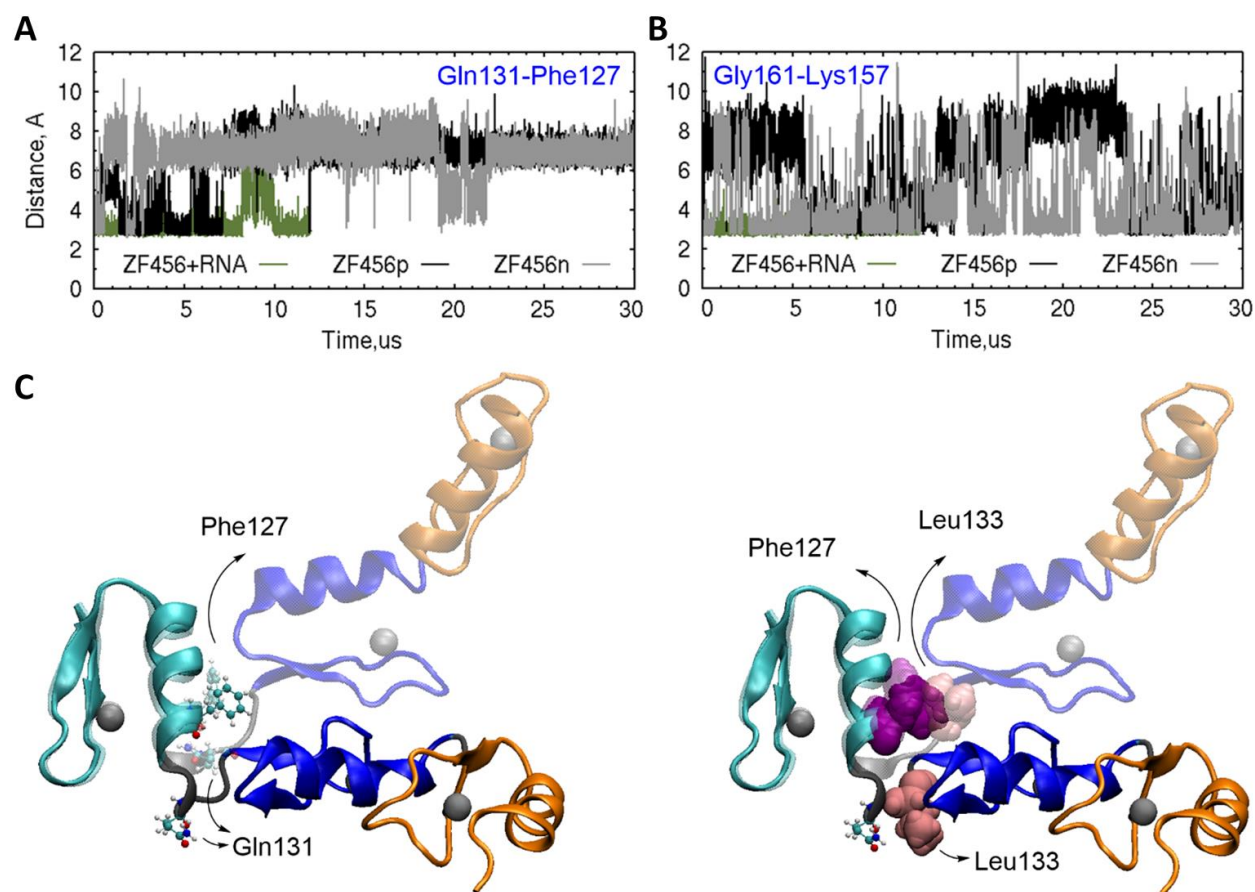 A
12
10
8
6
4
2
0
Distance, A
Gln131-Phe127
ZF456+RNA
ZF456p
ZF456n
0 5 10 15 20 25 30
Time,us
B
12
10
8
6
4
2
0
Gly161-Lys157
ZF456+RNA
ZF456p
ZF456n
0 5 10 15 20 25 30
Time,us
C
Phe127
Gln131
Leu133
Phe127
Leu133